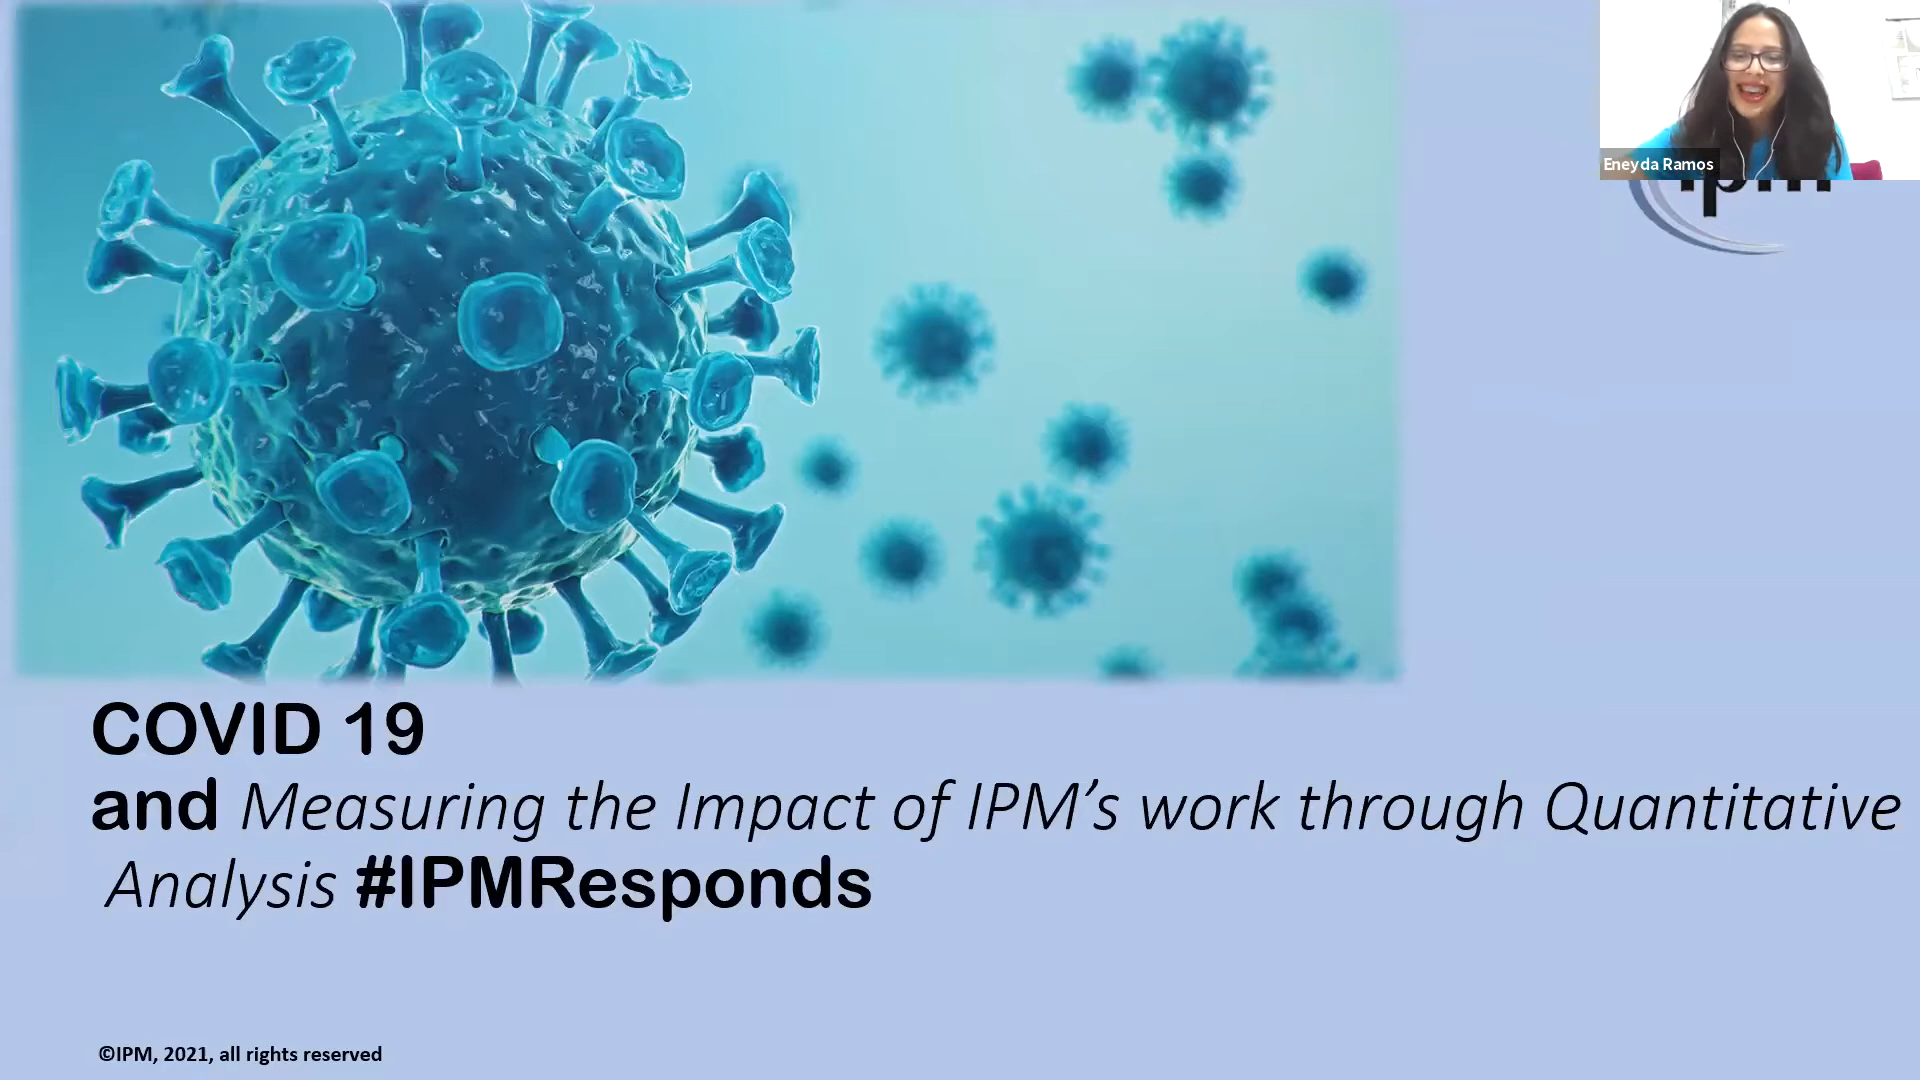 Eneyda Ramos
ipm
COVID 19
and Measuring the Impact of IPM’s work through Quantitative
Analysis #IPMResponds
©IPM, 2021, all rights reserved